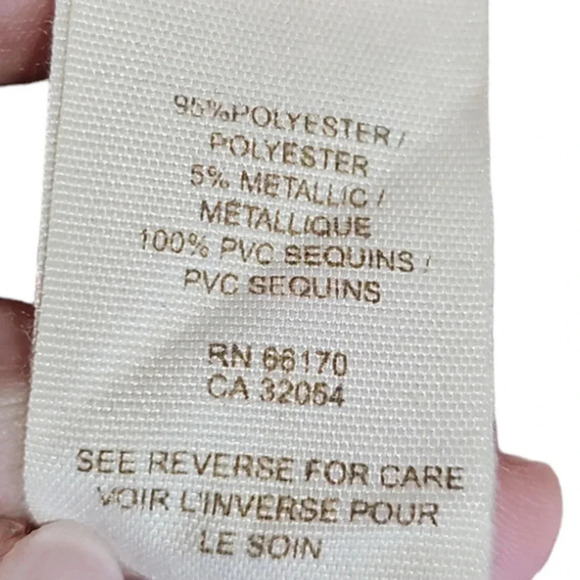 95%POLYESTER /
POLYESTER
5% METALLIC /
MÉTALLIQUE
100% PVC SEQUINS /
PVC SEQUINS
RN 66170
CA 32054
SEE REVERSE FOR CARE
VOIR L'INVERSE POUR
LE SOIN